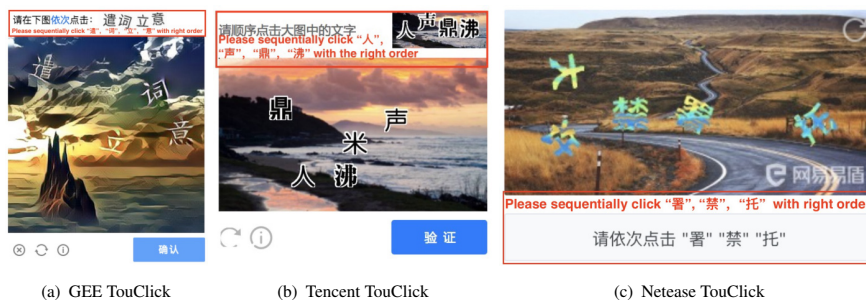 请在下图依次点击： 遣 词 立 意
Please sequentially click “遣”, “词”, “立”, “意” with right order
遣
词
立
意
确认
(a) GEE TouClick
请顺序点击大图中的文字
人 声 鼎 沸
Please sequentially click “人”,
“声”, “鼎”, “沸” with the right order
鼎
声
米
人
沸
验 证
(b) Tencent TouClick
禁
署
托
网易易盾
Please sequentially click “署”, “禁”, “托” with right orde
请依次点击 "署" "禁" "托"
(c) Netease TouClick